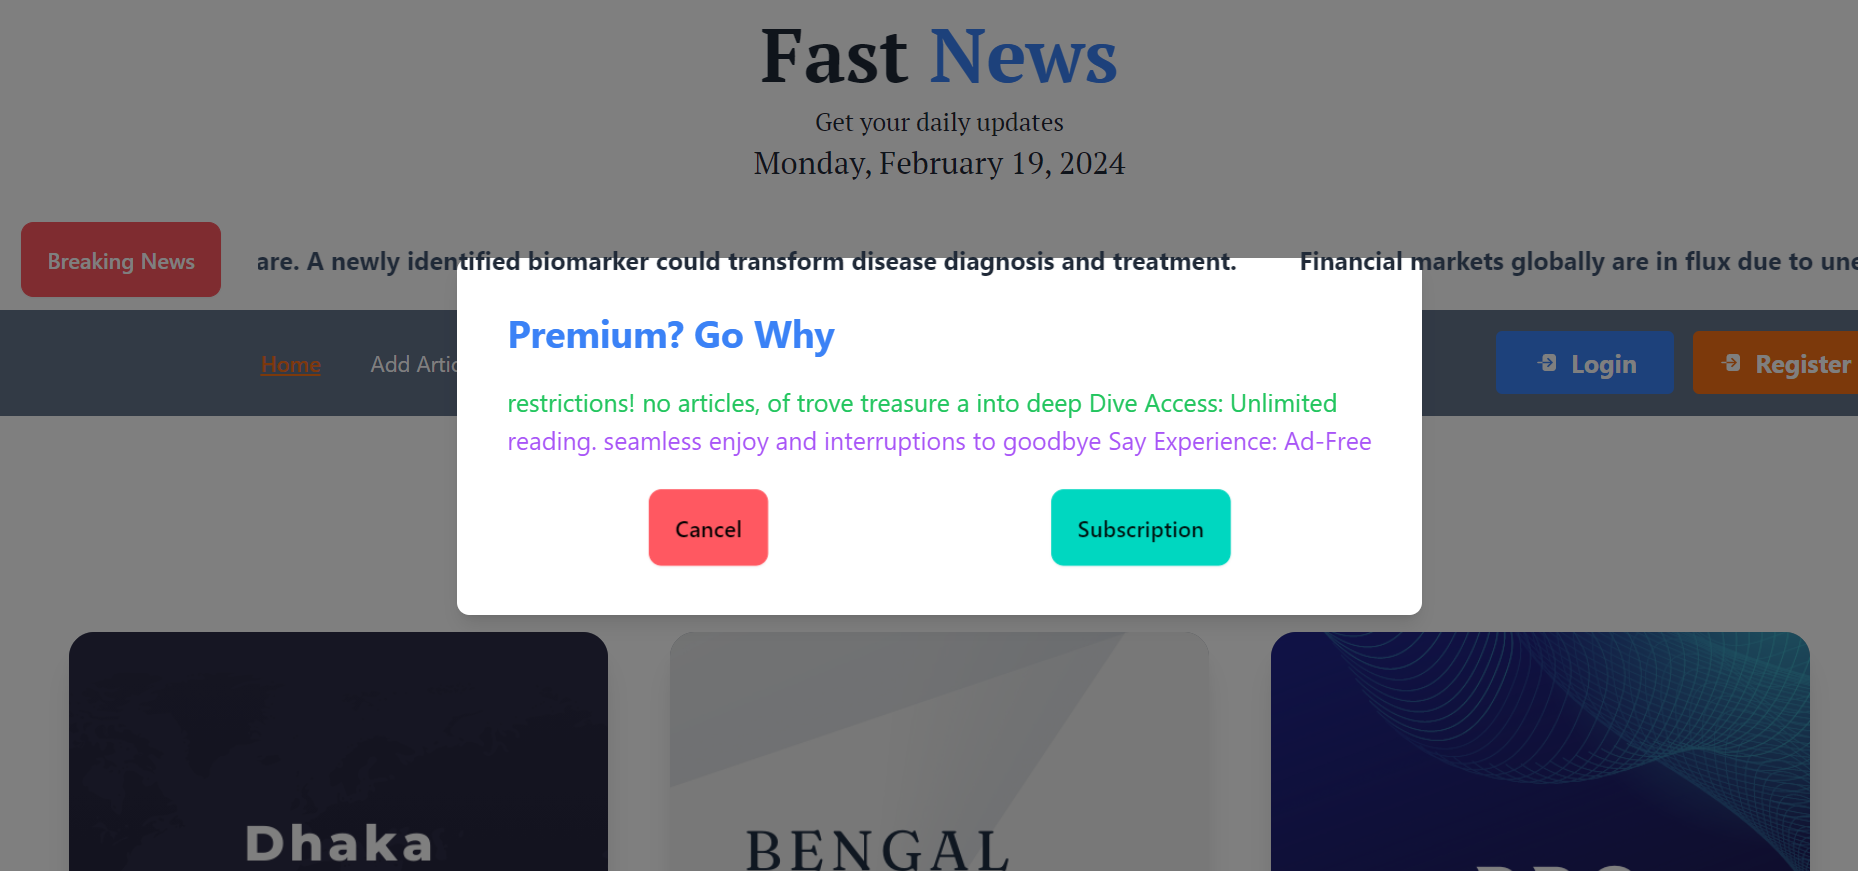 Fast News
Get your daily updates
Monday, February 19, 2024
Breaking News
are. A newly identified biomarker could transform disease diagnosis and treatment. Financial markets globally are in flux due to une
Home
Add Artic
Login
Register
Premium? Go Why
restrictions! no articles, of trove treasure a into deep Dive Access: Unlimited
reading. seamless enjoy and interruptions to goodbye Say Experience: Ad-Free
Cancel
Subscription
Dhaka
BENGAL